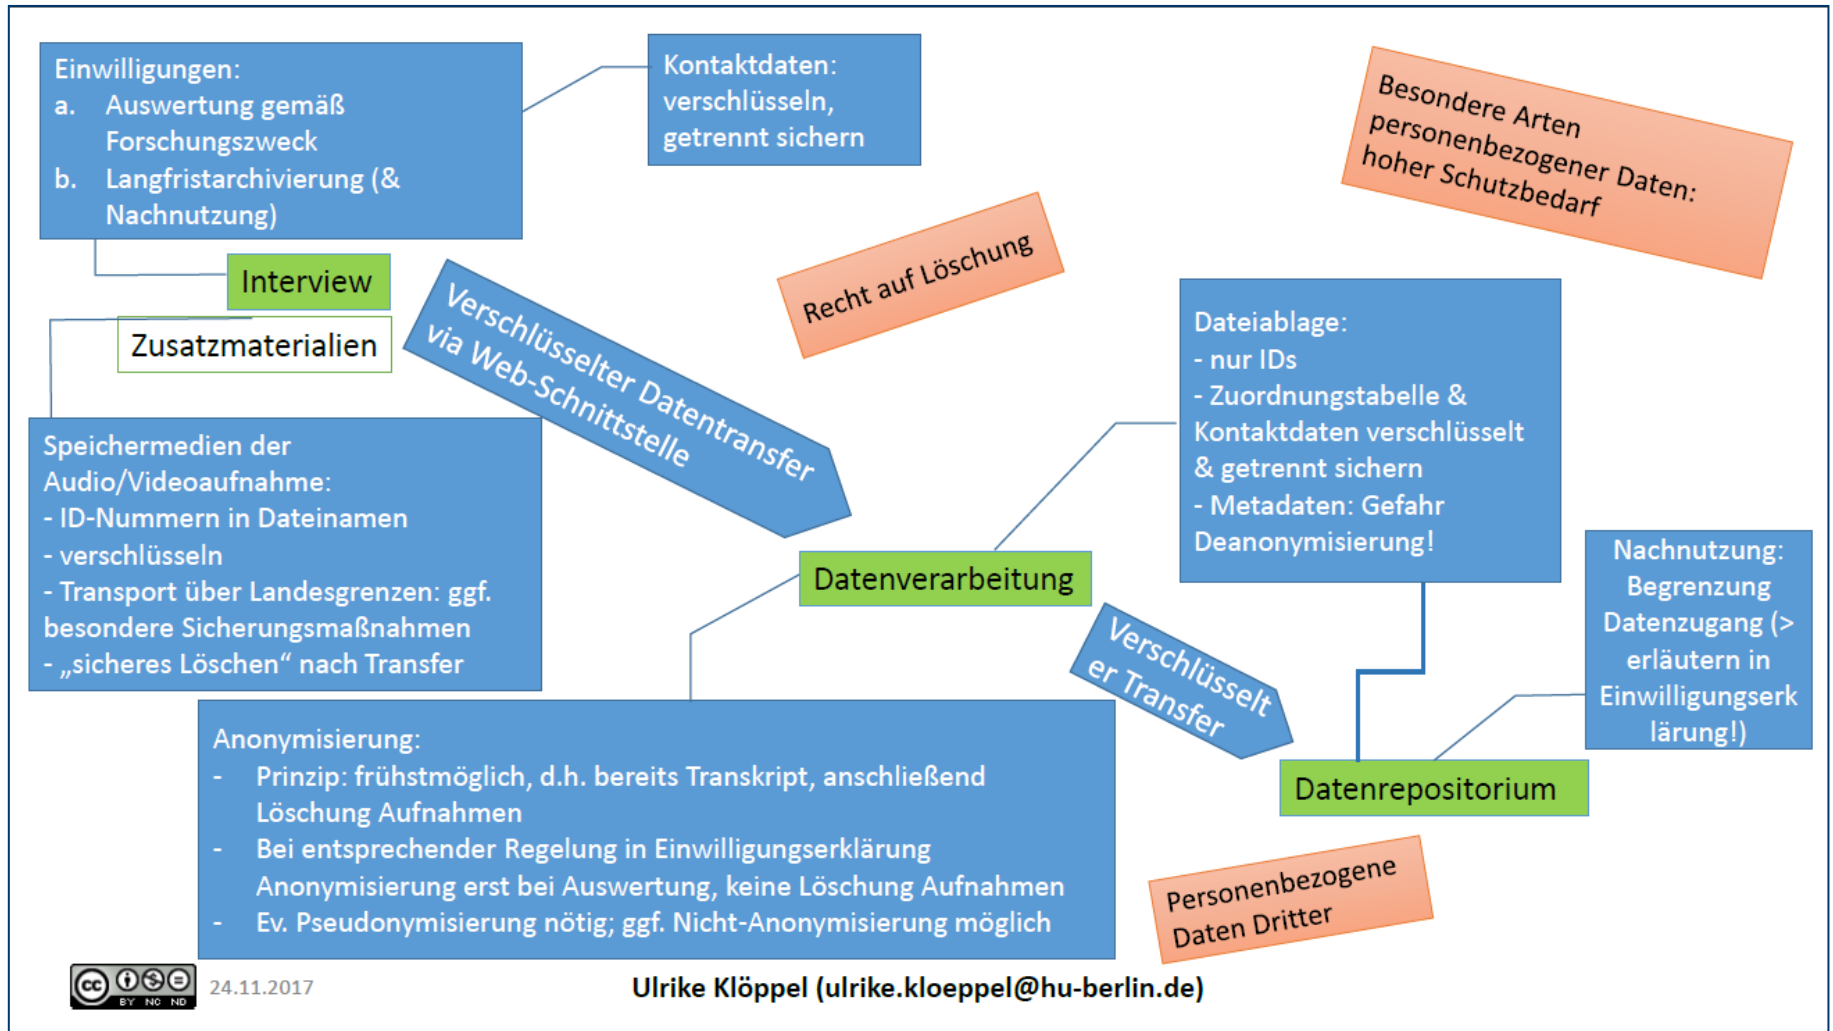 Einwilligungen:
a. Auswertung gemäß
Forschungszweck
b. Langfristarchivierung (&
Nachnutzung)
Kontaktdaten:
verschlüsseln,
getrennt sichern
Besondere Arten
personenbezogener Daten:
hoher Schutzbedarf
Recht auf Löschung
Interview
Zusatzmaterialien
Verschlüsselter Datentransfer
via Web-Schnittstelle
Speichermedien der
Audio/Videoaufnahme:
- ID-Nummern in Dateinamen
- verschlüsseln
- Transport über Landesgrenzen: ggf.
besondere Sicherungsmaßnahmen
- „sicheres Löschen“ nach Transfer
Dateiablage:
- nur IDs
- Zuordnungstabelle &
Kontaktdaten verschlüsselt
& getrennt sichern
- Metadaten: Gefahr
Deanonymisierung!
Datenverarbeitung
Nachnutzung:
Begrenzung
Datenzugang (>
erläutern in
Einwilligungserk
lärung!)
Verschlüsselt
er Transfer
Datenrepositorium
Anonymisierung:
- Prinzip: frühstmöglich, d.h. bereits Transkript, anschließend
Löschung Aufnahmen
- Bei entsprechender Regelung in Einwilligungserklärung
Anonymisierung erst bei Auswertung, keine Löschung Aufnahmen
- Ev. Pseudonymisierung nötig; ggf. Nicht-Anonymisierung möglich
Personenbezogene
Daten Dritter
cc
BY NC ND
24.11.2017
Ulrike Klöppel (ulrike.kloeppel@hu-berlin.de)